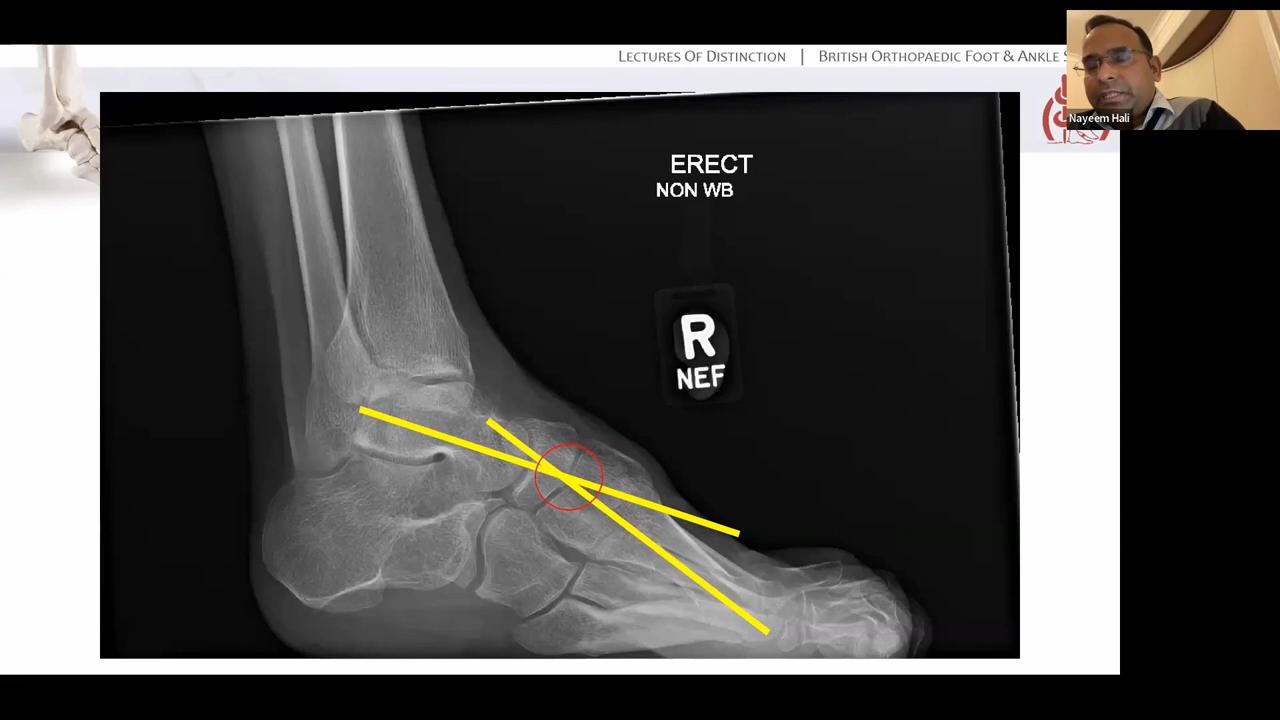 LECTURES OF DISTINCTION | BRITISH ORTHOPAEDIC FOOT & ANKLE
Nayeem Hali
ERECT
NON WB
R
NEF